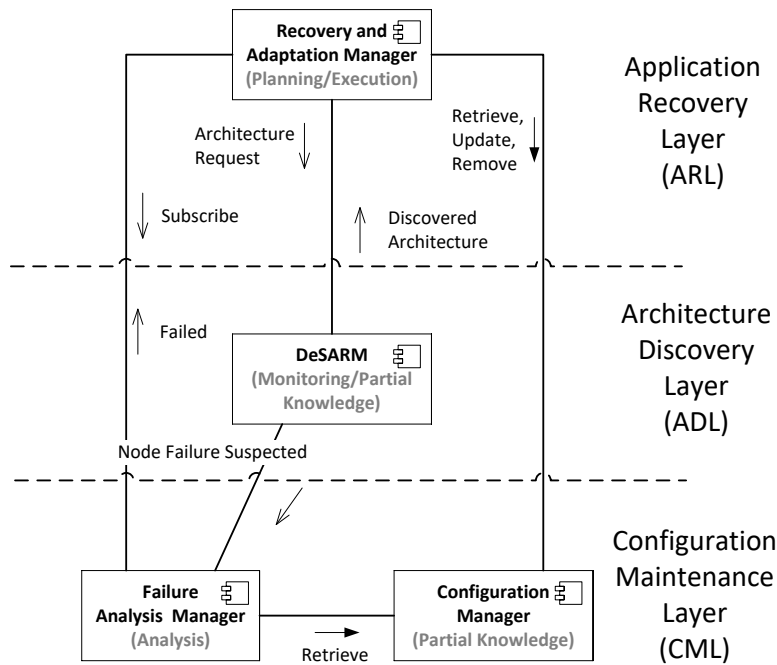 Recovery and
Adaptation Manager
(Planning/Execution)
Application
Recovery
Layer
(ARL)
Architecture
Request
Retrieve,
Update,
Remove
Subscribe
Discovered
Architecture
Failed
DeSARM
(Monitoring/Partial
Knowledge)
Architecture
Discovery
Layer
(ADL)
Node Failure Suspected
Failure
Analysis Manager
(Analysis)
Configuration
Manager
(Partial Knowledge)
Retrieve
Configuration
Maintenance
Layer
(CML)